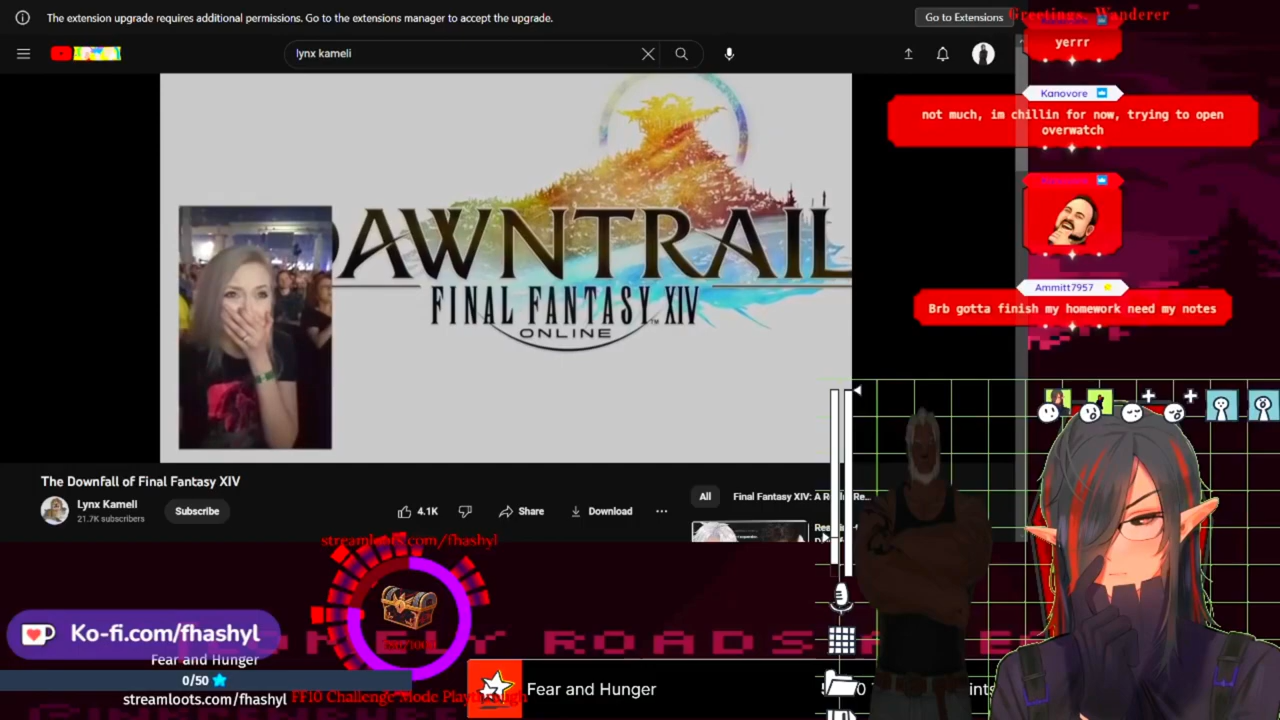 The extension upgrade requires additional permissions. Go to the extensions manager to accept the upgrade.
Go to Extensions
Greetings, Wanderer
lynx kameli
yerrr
Kanovore
not much, im chillin for now, trying to open
overwatch
DAWNTRAIL
FINAL FANTASY XIV
ONLINE
Ammitt7957
Brb gotta finish my homework need my notes
The Downfall of Final Fantasy XIV
Lynx Kameli
21.7K subscribers
Subscribe
4.1K
Share
Download
All
Final Fantasy XIV: A R
Re...
streamloots.com/fhashyl
Ko-fi.com/fhashyl
ONELY ROADS
Fear and Hunger
0/50
streamloots.com/fhashyl
FF10 Challenge Mode Playthrough
Fear and Hunger